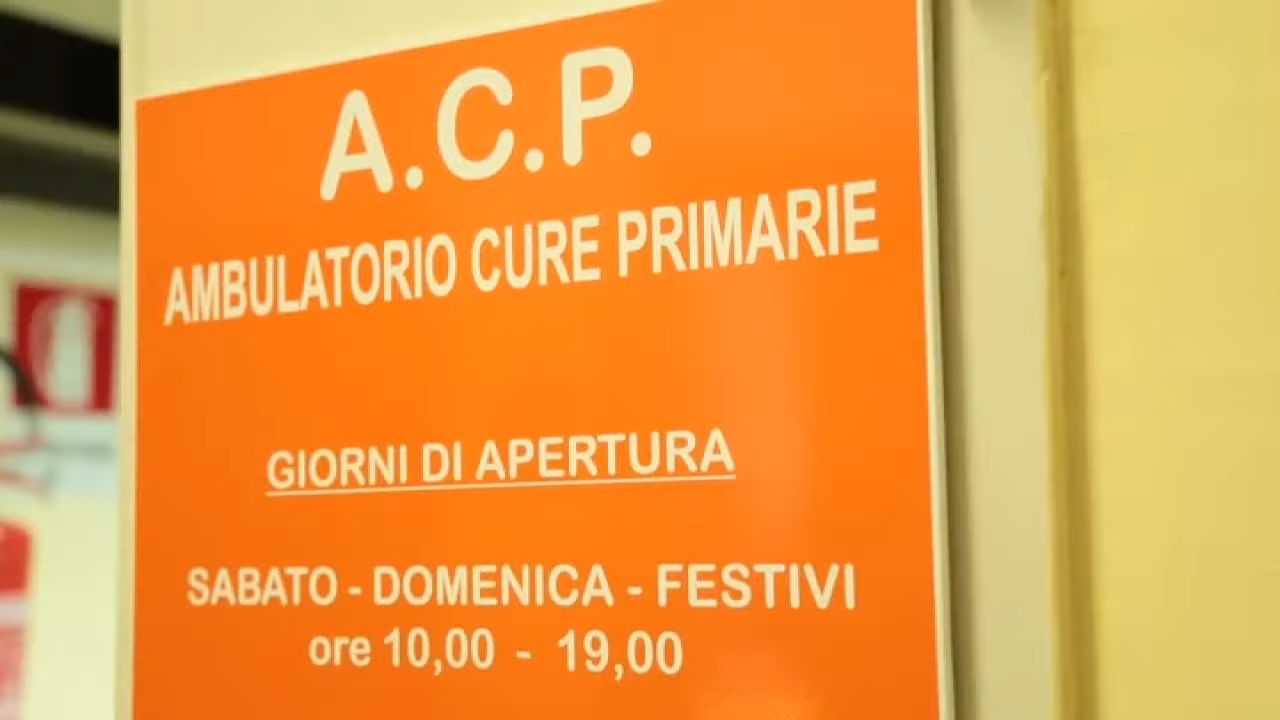 A.C.P.
AMBULATORIO CURE PRIMARIE
GIORNI DI APERTURA
SABATO - DOMENICA - FESTIVI
ore 10,00 - 19,00